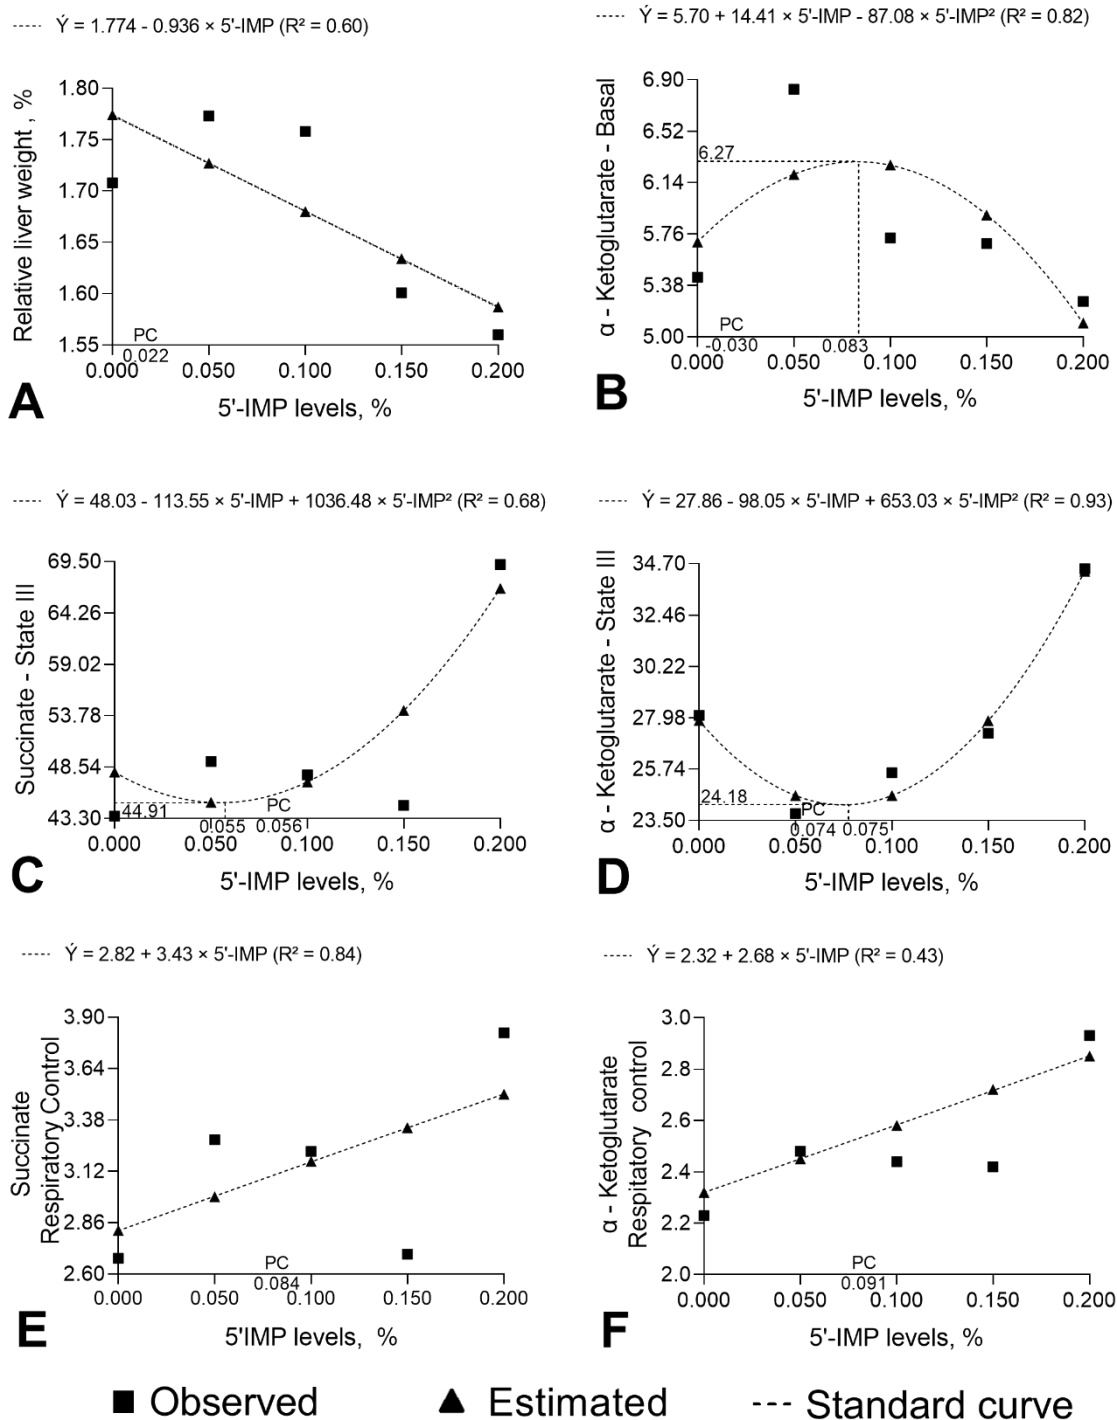 Ý = 1.774 - 0.936 × 5'-IMP (R² = 0.60)
Relative liver weight , %
1.80
1.75
1.70
1.65
1.60
1.55
PC
0.022
0.000 0.050 0.100 0.150 0.200
5'-IMP levels, %
A
Ý = 5.70 + 14.41 × 5'-IMP - 87.08 × 5'-IMP² (R² = 0.82)
α - Ketoglutarate - Basal
6.90
6.52
6.14
5.76
5.38
5.00
6.27
PC
-0.030 0.083
0.000 0.050 0.100 0.150 0.200
5'-IMP levels, %
B
Ý = 48.03 - 113.55 × 5'-IMP + 1036.48 × 5'-IMP² (R² = 0.68)
Succinate - State III
69.50
64.26
59.02
53.78
48.54
43.30
44.91
PC
0.055 0.056
0.000 0.050 0.100 0.150 0.200
5'-IMP levels, %
C
Ý = 27.86 - 98.05 × 5'-IMP + 653.03 × 5'-IMP² (R² = 0.93)
α - Ketoglutarate - State III
34.70
32.46
30.22
27.98
25.74
23.50
24.18
PC
0.074 0.075
0.000 0.050 0.100 0.150 0.200
5'-IMP levels, %
D
Ý = 2.82 + 3.43 × 5'-IMP (R² = 0.84)
Succinate
Respiratory Control
3.90
3.64
3.38
3.12
2.86
2.60
PC
0.084
0.000 0.050 0.100 0.150 0.200
5'IMP levels, %
E
Ý = 2.32 + 2.68 × 5'-IMP (R² = 0.43)
α - Ketoglutarate
Respitatory control
3.0
2.8
2.6
2.4
2.2
2.0
PC
0.091
0.000 0.050 0.100 0.150 0.200
5'-IMP levels, %
F
Observed Estimated Standard curve